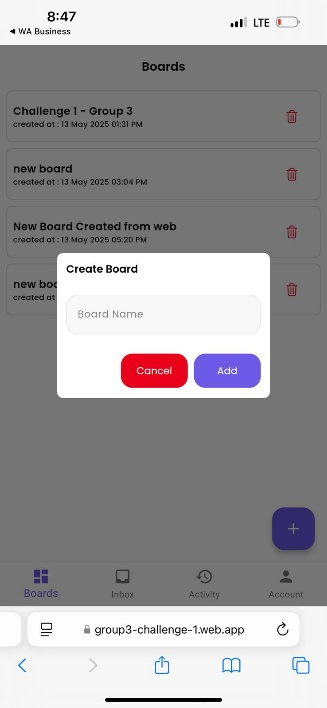 8:47
LTE
◀ WA Business
Boards
Challenge 1 - Group 3
created at : 13 May 2025 01:31 PM
new board
created at : 13 May 2025 03:04 PM
New Board Created from web
created at : 13 May 2025 05:20 PM
new boa
created at
Create Board
Board Name
Cancel
Add
+
Boards
Inbox
Activity
Account
group3-challenge-1.web.app